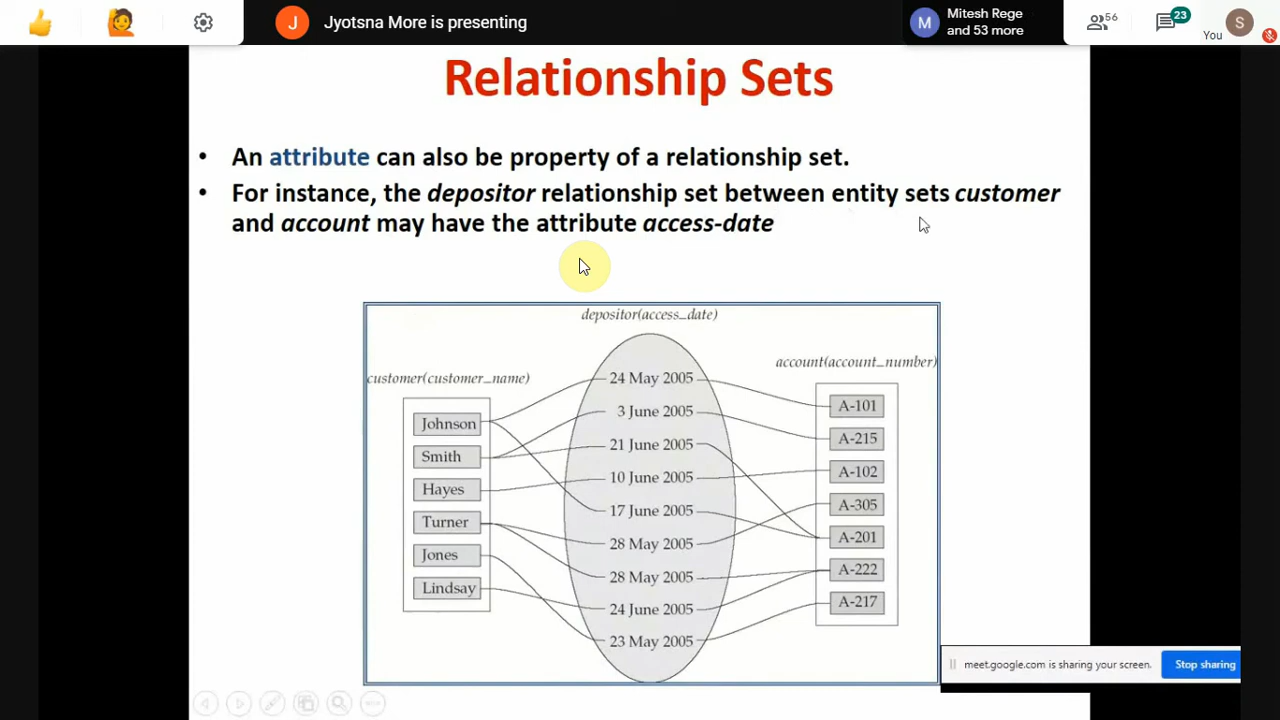 J Jyotsna More is presenting
M Mitesh Rege
and 53 more
56
23
You
S
Relationship Sets
• An attribute can also be property of a relationship set.
• For instance, the depositor relationship set between entity sets customer
and account may have the attribute access-date
depositor(access_date)
customer(customer_name)
account(account_number)
Johnson
Smith
Hayes
Turner
Jones
Lindsay
24 May 2005
3 June 2005
21 June 2005
10 June 2005
17 June 2005
28 May 2005
28 May 2005
24 June 2005
23 May 2005
A-101
A-215
A-102
A-305
A-201
A-222
A-217
meet.google.com is sharing your screen.
Stop sharing